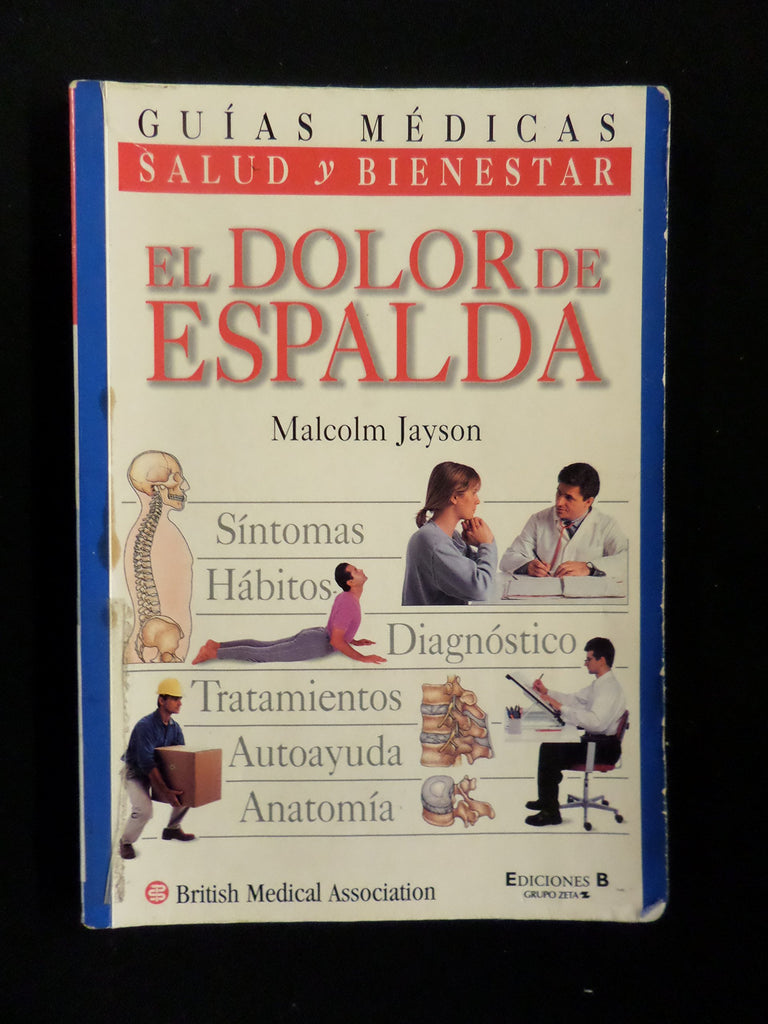 GUÍAS MÉDICAS
SALUD y BIENESTAR
EL DOLOR DE
ESPALDA
Malcolm Jayson
Síntomas
Hábitos
Diagnóstico
Tratamientos
Autoayuda
Anatomía
British Medical Association
EDICIONES B
GRUPO ZETA